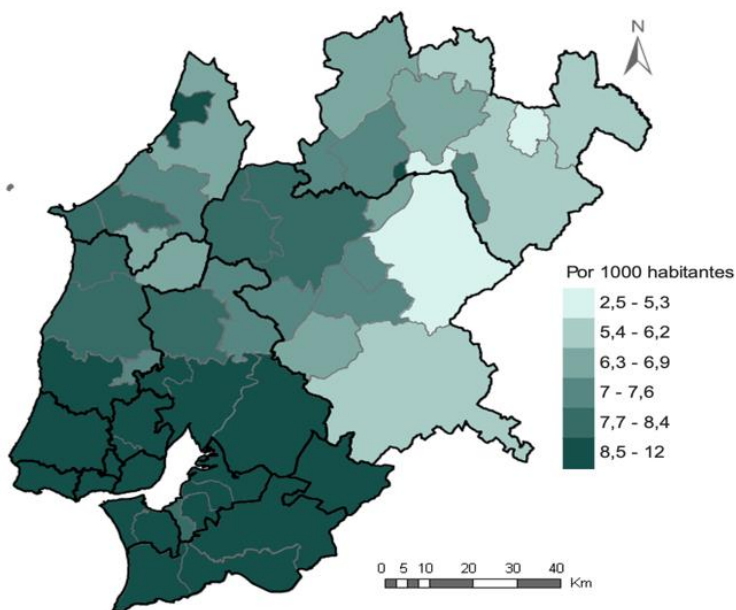 N
Por 1000 habitantes
2,5 - 5,3
5,4 - 6,2
6,3 - 6,9
7 - 7,6
7,7 - 8,4
8,5 - 12
0 5 10 20 30 40
Km